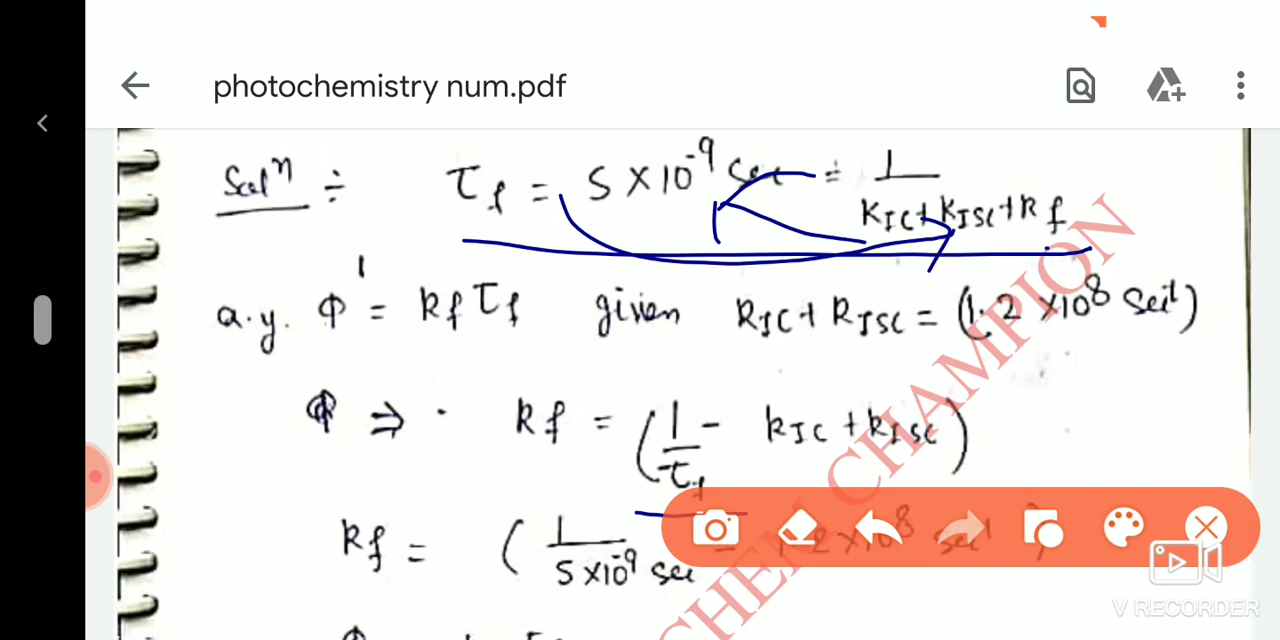 photochemistry num.pdf
Solⁿ ÷ τf = 5 × 10⁻⁹ Sec = 1 / (KIC + KISC + Kf)
a.y. Φ' = Kf τf given KIC + KISC = (1.2 × 10⁸ Sec⁻¹)
Φ ⇒ · Kf = (1/τf − KIC + KISC)
Kf = ( 1 / 5 × 10⁻⁹ Sec
CHEM CHAMPION
V RECORDER